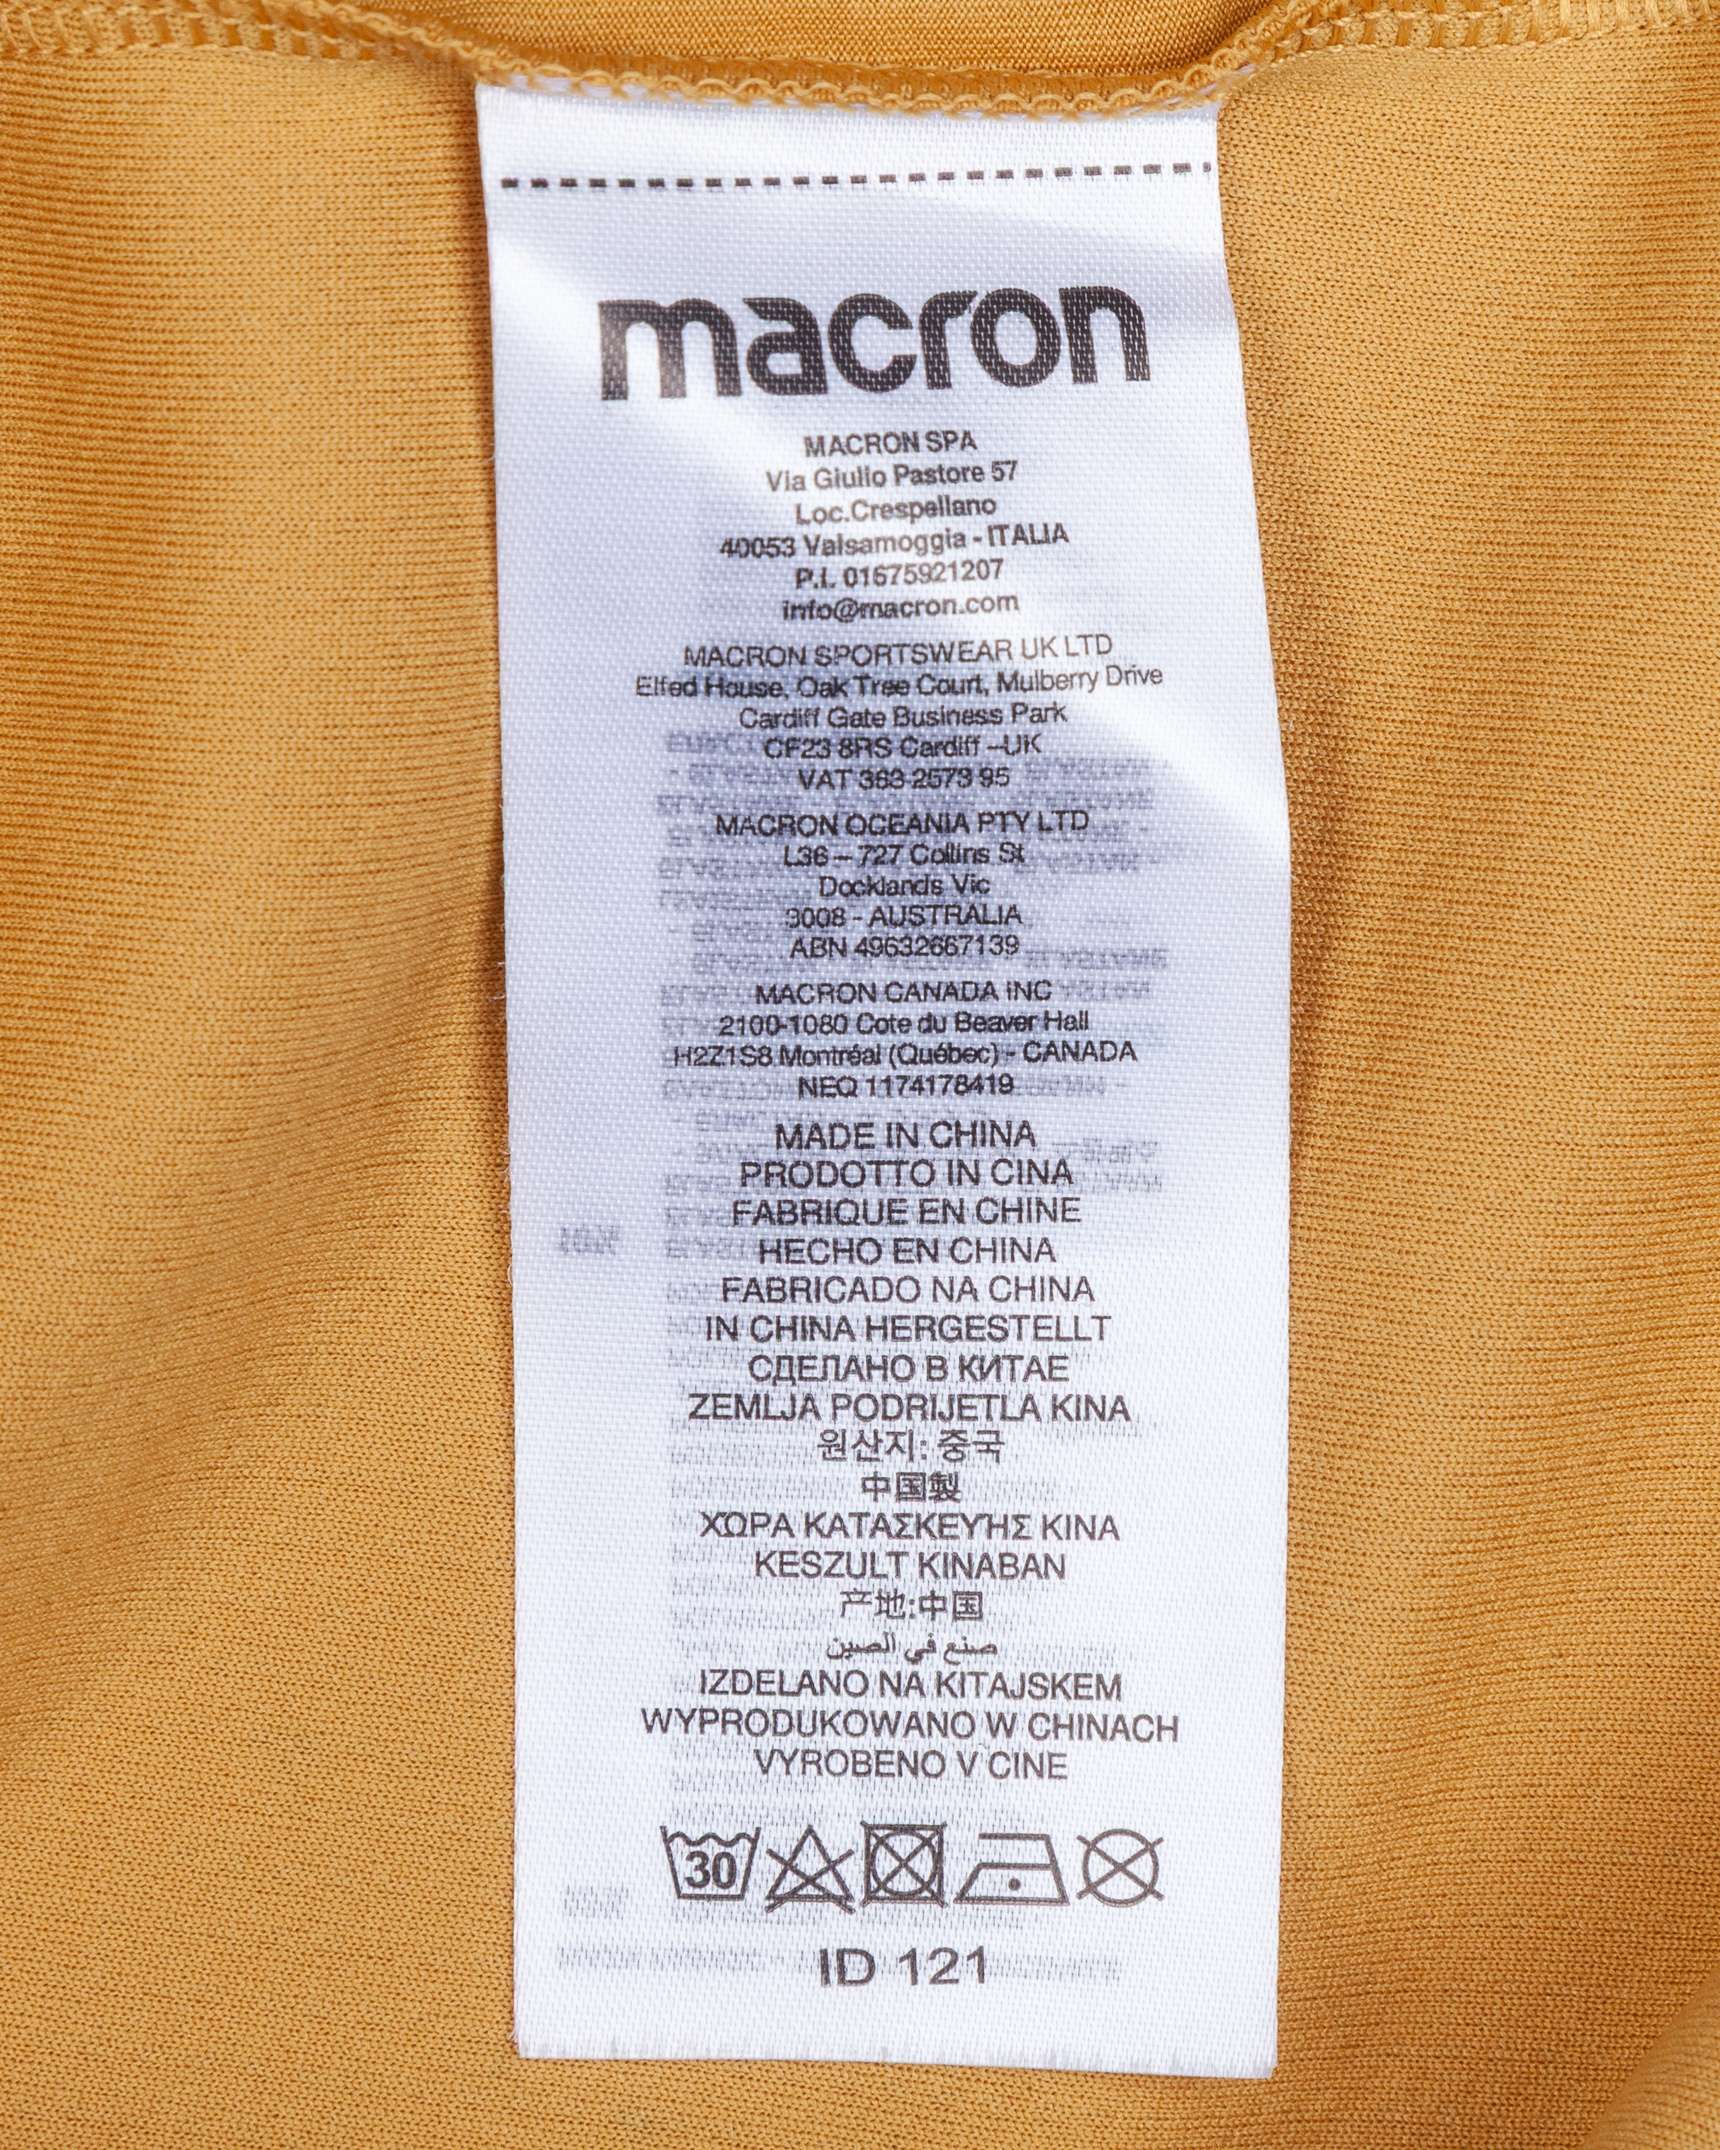 macron
MACRON SPA
Via Giulio Pastore 57
Loc.Crespellano
40053 Valsamoggia - ITALIA
P.I. 01675921207
info@macron.com
MACRON SPORTSWEAR UK LTD
Elfed House, Oak Tree Court, Mulberry Drive
Cardiff Gate Business Park
CF23 8RS Cardiff –UK
VAT 363 2573 95
MACRON OCEANIA PTY LTD
L36 – 727 Collins St
Docklands Vic
3008 - AUSTRALIA
ABN 49632667139
MACRON CANADA INC
2100-1080 Cote du Beaver Hall
H2Z1S8 Montréal (Québec) - CANADA
NEQ 1174178419
MADE IN CHINA
PRODOTTO IN CINA
FABRIQUE EN CHINE
HECHO EN CHINA
FABRICADO NA CHINA
IN CHINA HERGESTELLT
СДЕЛАНО В КИТАЕ
ZEMLJA PODRIJETLA KINA
원산지: 중국
中国製
ΧΏΡΑ ΚΑΤΑΣΚΕΥΉΣ ΚΙΝΑ
KESZULT KINABAN
产地:中国
صنع في الصين
IZDELANO NA KITAJSKEM
WYPRODUKOWANO W CHINACH
VYROBENO V CINE
30
ID 121